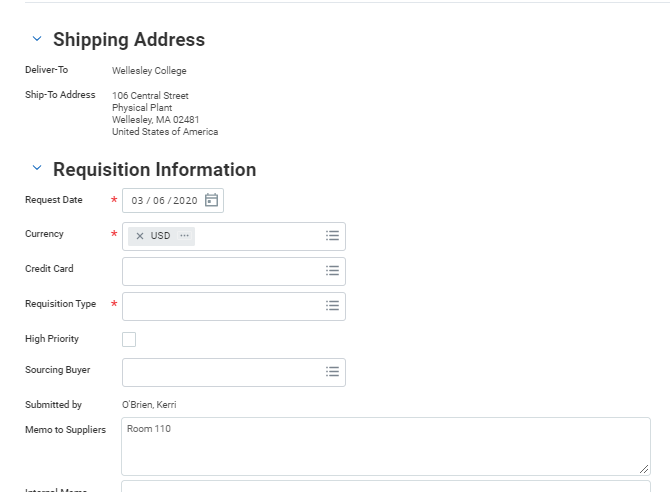 Shipping Address
Deliver-To Wellesley College
Ship-To Address 106 Central Street
Physical Plant
Wellesley, MA 02481
United States of America
Requisition Information
Request Date * 03 / 06 / 2020
Currency * × USD ...
Credit Card
Requisition Type *
High Priority
Sourcing Buyer
Submitted by O'Brien, Kerri
Memo to Suppliers Room 110
Internal Memo